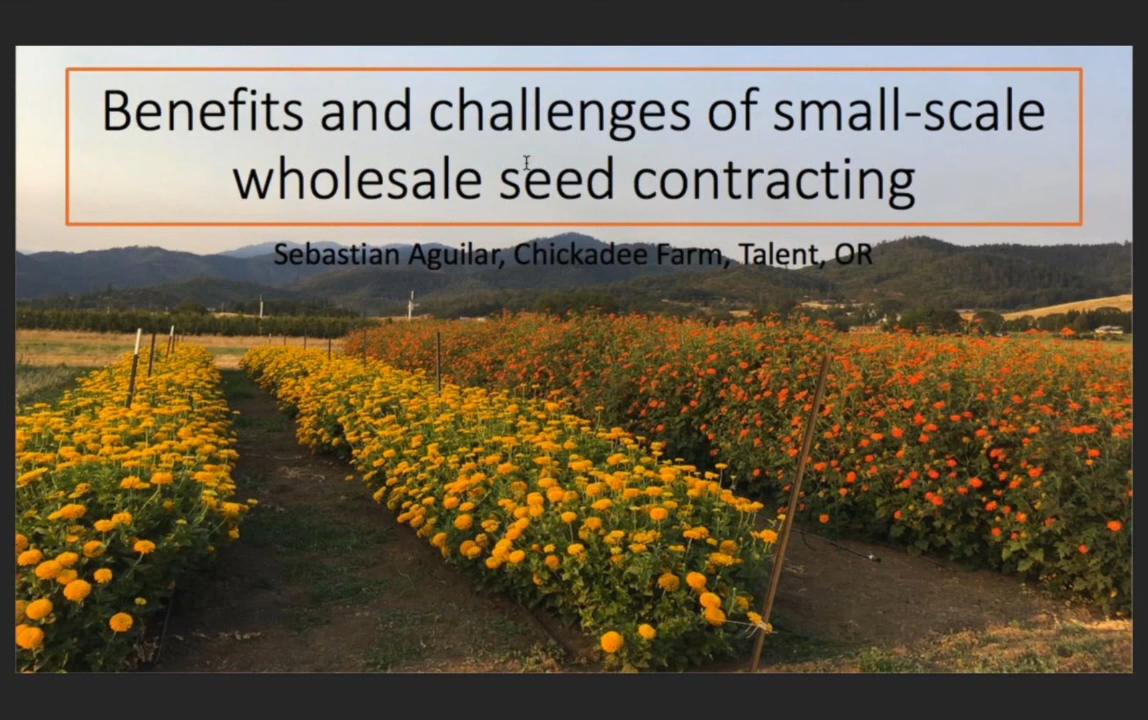 Benefits and challenges of small-scale
wholesale seed contracting
Sebastian Aguilar, Chickadee Farm, Talent, OR